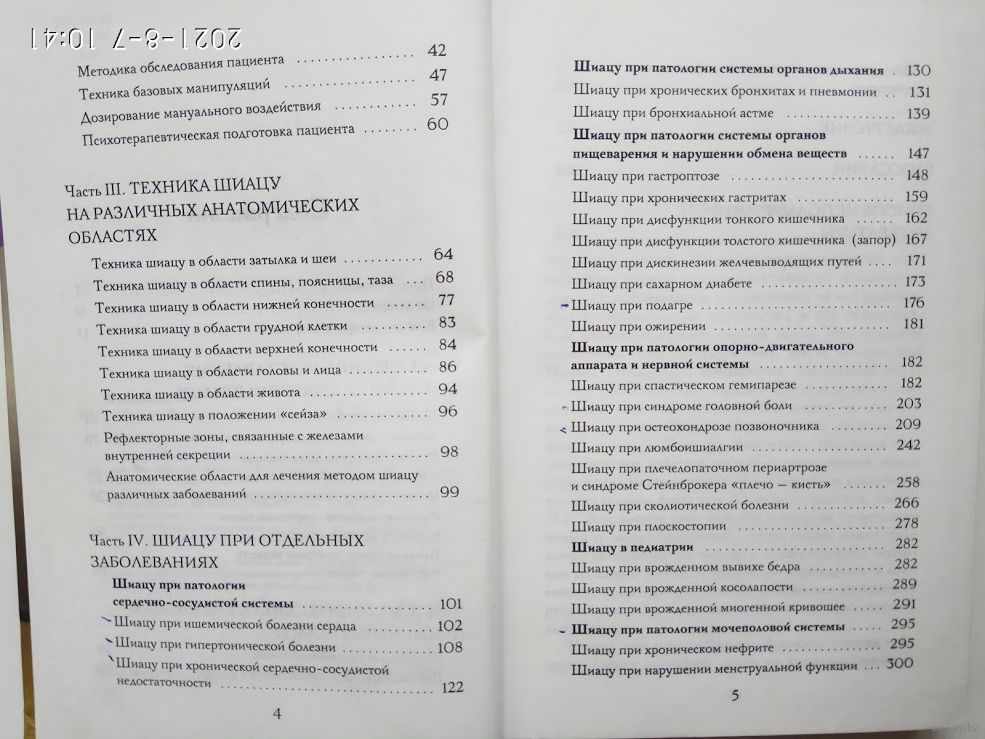 2021-8-7 10:41
Методика обследования пациента ................. 42
Техника базовых манипуляций ................... 47
Дозирование мануального воздействия ............ 57
Психотерапевтическая подготовка пациента ........ 60
Часть III. ТЕХНИКА ШИАЦУ
НА РАЗЛИЧНЫХ АНАТОМИЧЕСКИХ
ОБЛАСТЯХ
Техника шиацу в области затылка и шеи ............ 64
Техника шиацу в области спины, поясницы, таза .... 68
Техника шиацу в области нижней конечности ...... 77
Техника шиацу в области грудной клетки .......... 83
Техника шиацу в области верхней конечности ...... 84
Техника шиацу в области головы и лица ........... 86
Техника шиацу в области живота ................. 94
Техника шиацу в положении «сейза» .............. 96
Рефлекторные зоны, связанные с железами
внутренней секреции ........................... 98
Анатомические области для лечения методом шиацу
различных заболеваний ......................... 99
Часть IV. ШИАЦУ ПРИ ОТДЕЛЬНЫХ
ЗАБОЛЕВАНИЯХ
Шиацу при патологии
сердечно-сосудистой системы ................... 101
Шиацу при ишемической болезни сердца .......... 102
Шиацу при гипертонической болезни ............. 108
Шиацу при хронической сердечно-сосудистой
недостаточности .............................. 122
4
Шиацу при патологии системы органов дыхания . 130
Шиацу при хронических бронхитах и пневмонии .. 131
Шиацу при бронхиальной астме ................. 139
Шиацу при патологии системы органов
пищеварения и нарушении обмена веществ ...... 147
Шиацу при гастроптозе ........................ 148
Шиацу при хронических гастритах ............... 159
Шиацу при дисфункции тонкого кишечника ....... 162
Шиацу при дисфункции толстого кишечника (запор) 167
Шиацу при дискинезии желчевыводящих путей .... 171
Шиацу при сахарном диабете .................... 173
Шиацу при подагре ............................ 176
Шиацу при ожирении .......................... 181
Шиацу при патологии опорно-двигательного
аппарата и нервной системы ................... 182
Шиацу при спастическом гемипарезе ............. 182
Шиацу при синдроме головной боли ............. 203
Шиацу при остеохондрозе позвоночника ......... 209
Шиацу при люмбоишиалгии .................... 242
Шиацу при плечелопаточном периартрозе
и синдроме Стейнброкера «плечо – кисть» ....... 258
Шиацу при сколиотической болезни ............. 266
Шиацу при плоскостопии ...................... 278
Шиацу в педиатрии .......................... 282
Шиацу при врожденном вывихе бедра ............ 282
Шиацу при врожденной косолапости ............. 289
Шиацу при врожденной миогенной кривошее ..... 291
Шиацу при патологии мочеполовой системы ..... 295
Шиацу при хроническом нефрите ............... 295
Шиацу при нарушении менструальной функции ... 300
5